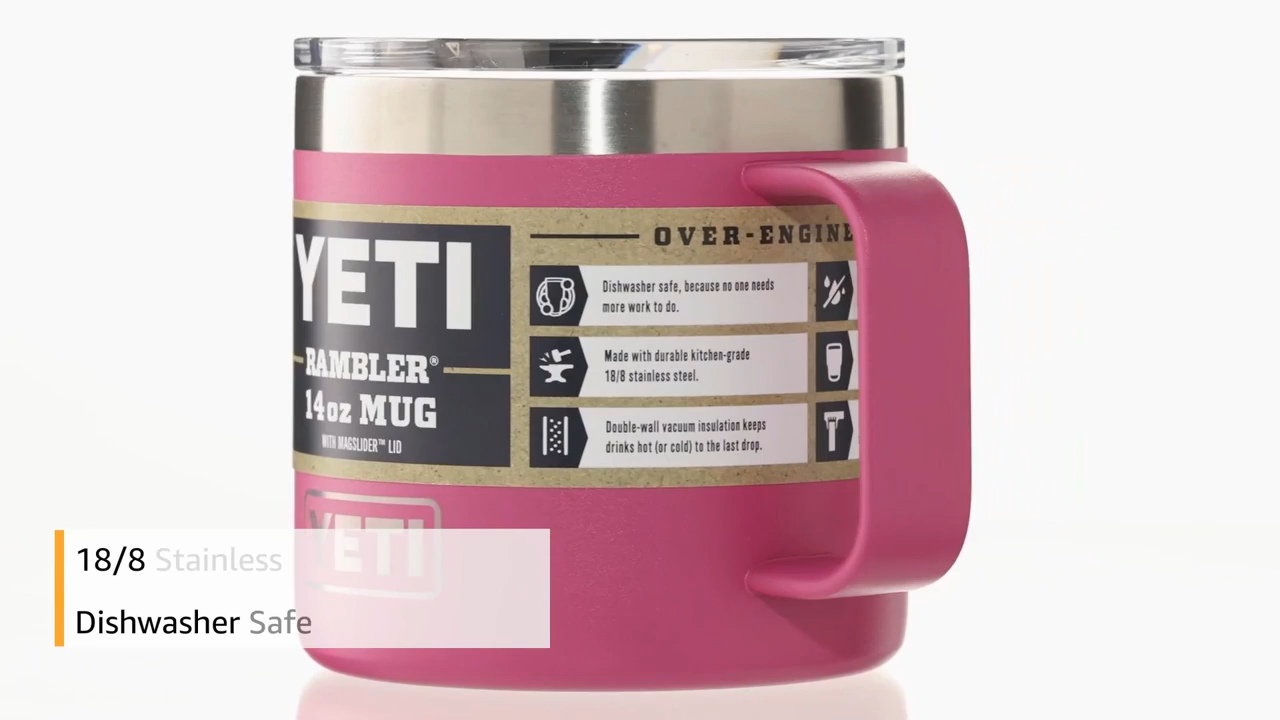 YETI
RAMBLER®
14oz MUG
WITH MAGSLIDER™ LID
OVER-ENGINE
Dishwasher safe, because no one needs
more work to do.
Made with durable kitchen-grade
18/8 stainless steel.
Double-wall vacuum insulation keeps
drinks hot (or cold) to the last drop.
YETI
18/8 Stainless
Dishwasher Safe